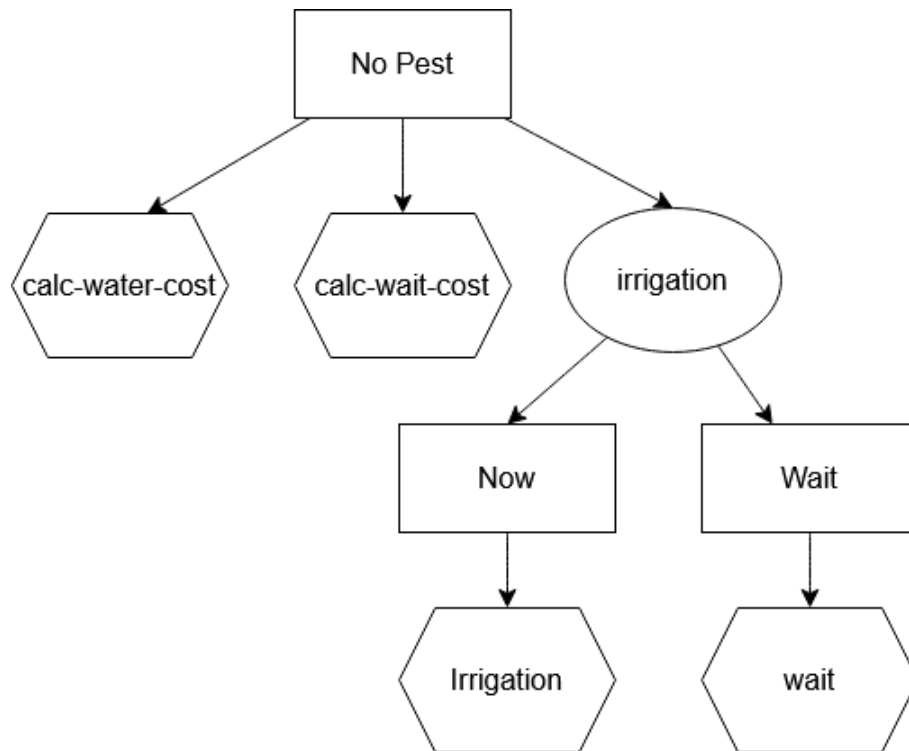 No Pest
calc-water-cost
calc-wait-cost
irrigation
Now
Wait
Irrigation
wait